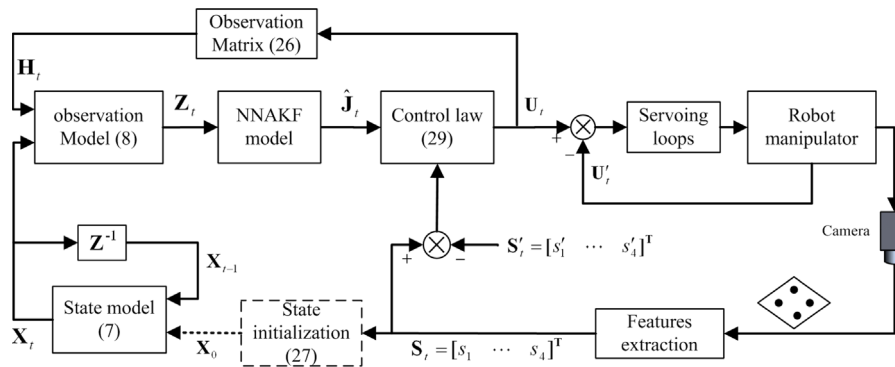 Observation
Matrix (26)
H_t
observation
Model (8)
Z_t
NNAKF
model
Ĵ_t
Control law
(29)
U_t
+
−
U′_t
Servoing
loops
Robot
manipulator
Camera
Z⁻¹
X_{t−1}
+
−
S′_t = [s′_1 ⋯ s′_4]^T
State model
(7)
X_t
X_0
State
initialization
(27)
S_t = [s_1 ⋯ s_4]^T
Features
extraction